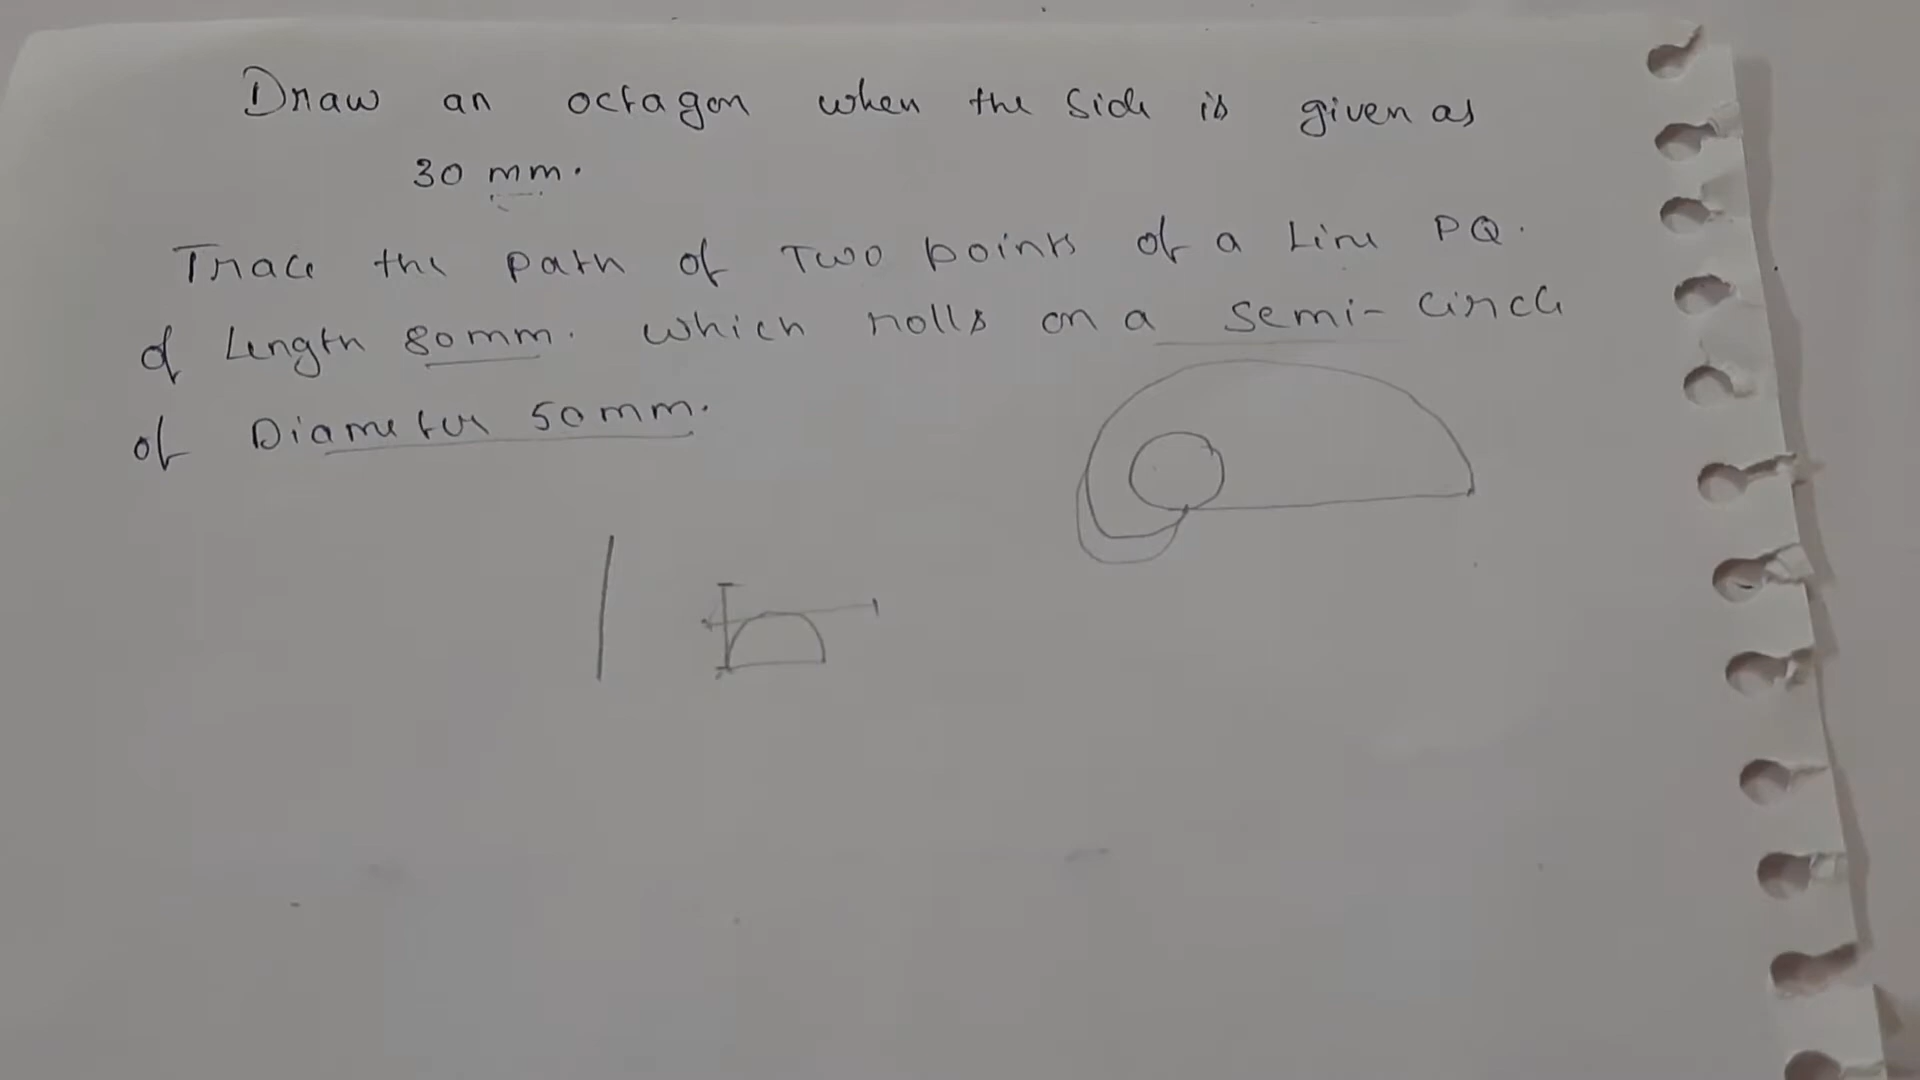 Draw an octagon when the side is given as
30 mm.
Trace the path of Two points of a Line PQ.
of Length 80mm. which rolls on a semi-circle
of Diameter 50mm.